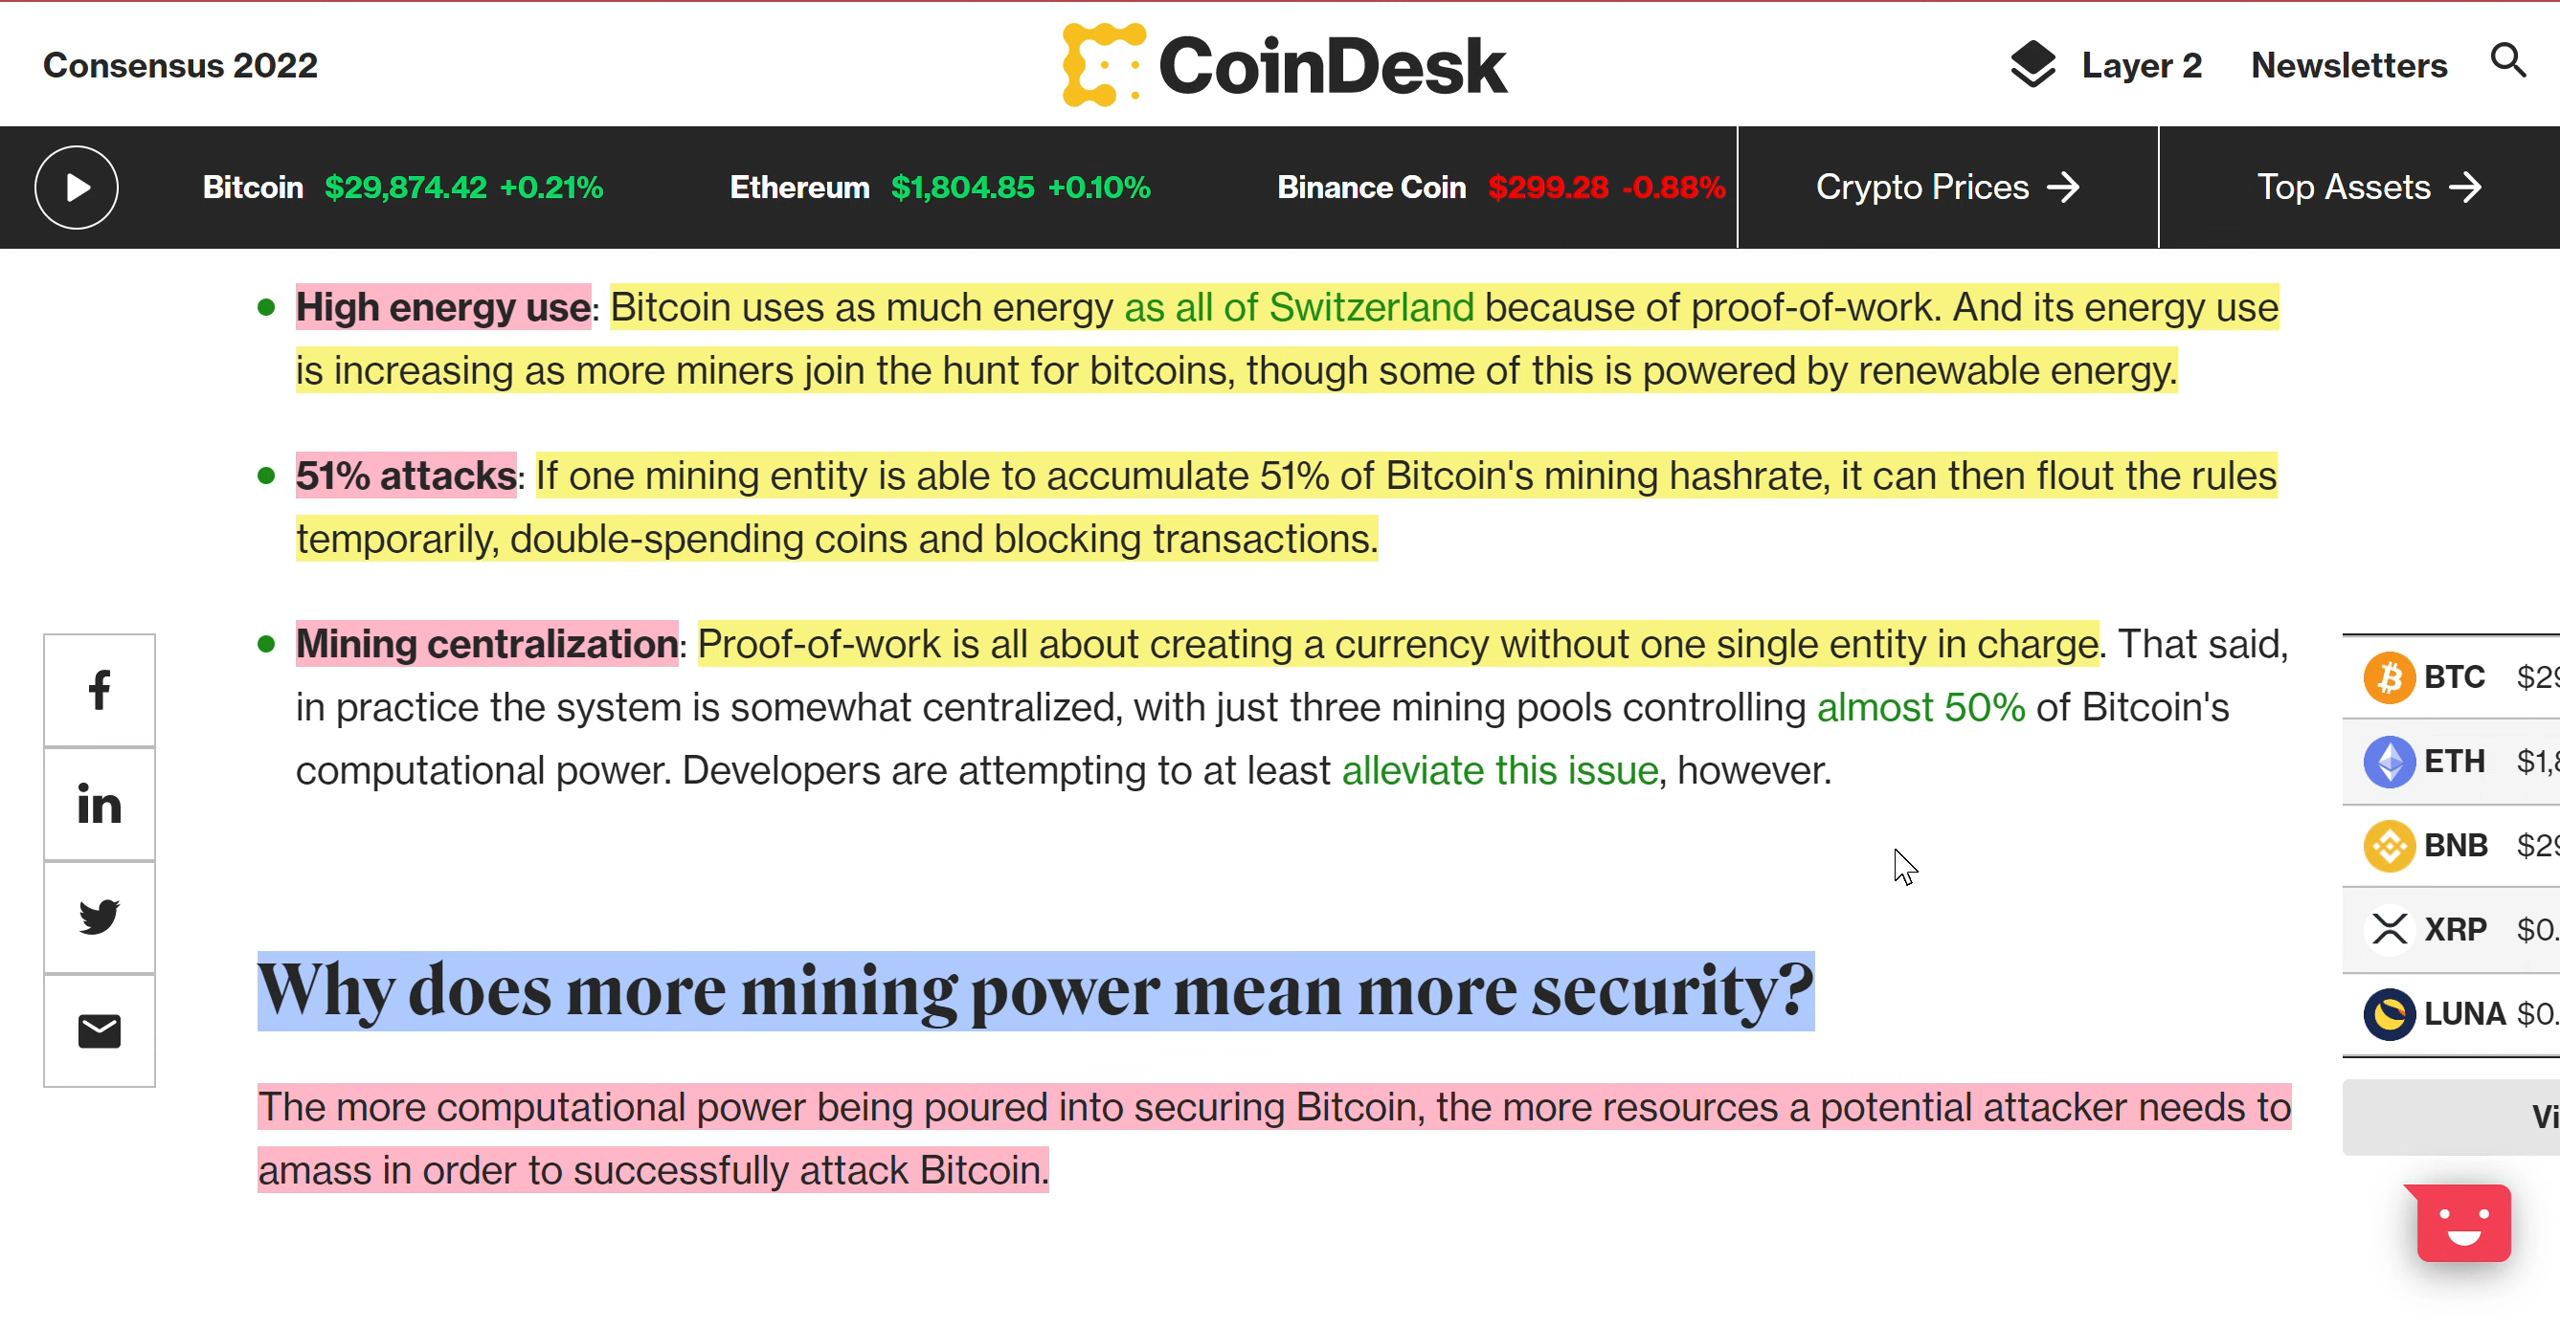 Consensus 2022
CoinDesk
Layer 2
Newsletters
Bitcoin $29,874.42 +0.21%
Ethereum $1,804.85 +0.10%
Binance Coin $299.28 -0.88%
Crypto Prices →
Top Assets →
High energy use: Bitcoin uses as much energy as all of Switzerland because of proof-of-work. And its energy use
is increasing as more miners join the hunt for bitcoins, though some of this is powered by renewable energy.
51% attacks: If one mining entity is able to accumulate 51% of Bitcoin's mining hashrate, it can then flout the rules
temporarily, double-spending coins and blocking transactions.
Mining centralization: Proof-of-work is all about creating a currency without one single entity in charge. That said,
in practice the system is somewhat centralized, with just three mining pools controlling almost 50% of Bitcoin's
computational power. Developers are attempting to at least alleviate this issue, however.
Why does more mining power mean more security?
The more computational power being poured into securing Bitcoin, the more resources a potential attacker needs to
amass in order to successfully attack Bitcoin.
BTC
ETH
BNB
XRP
LUNA